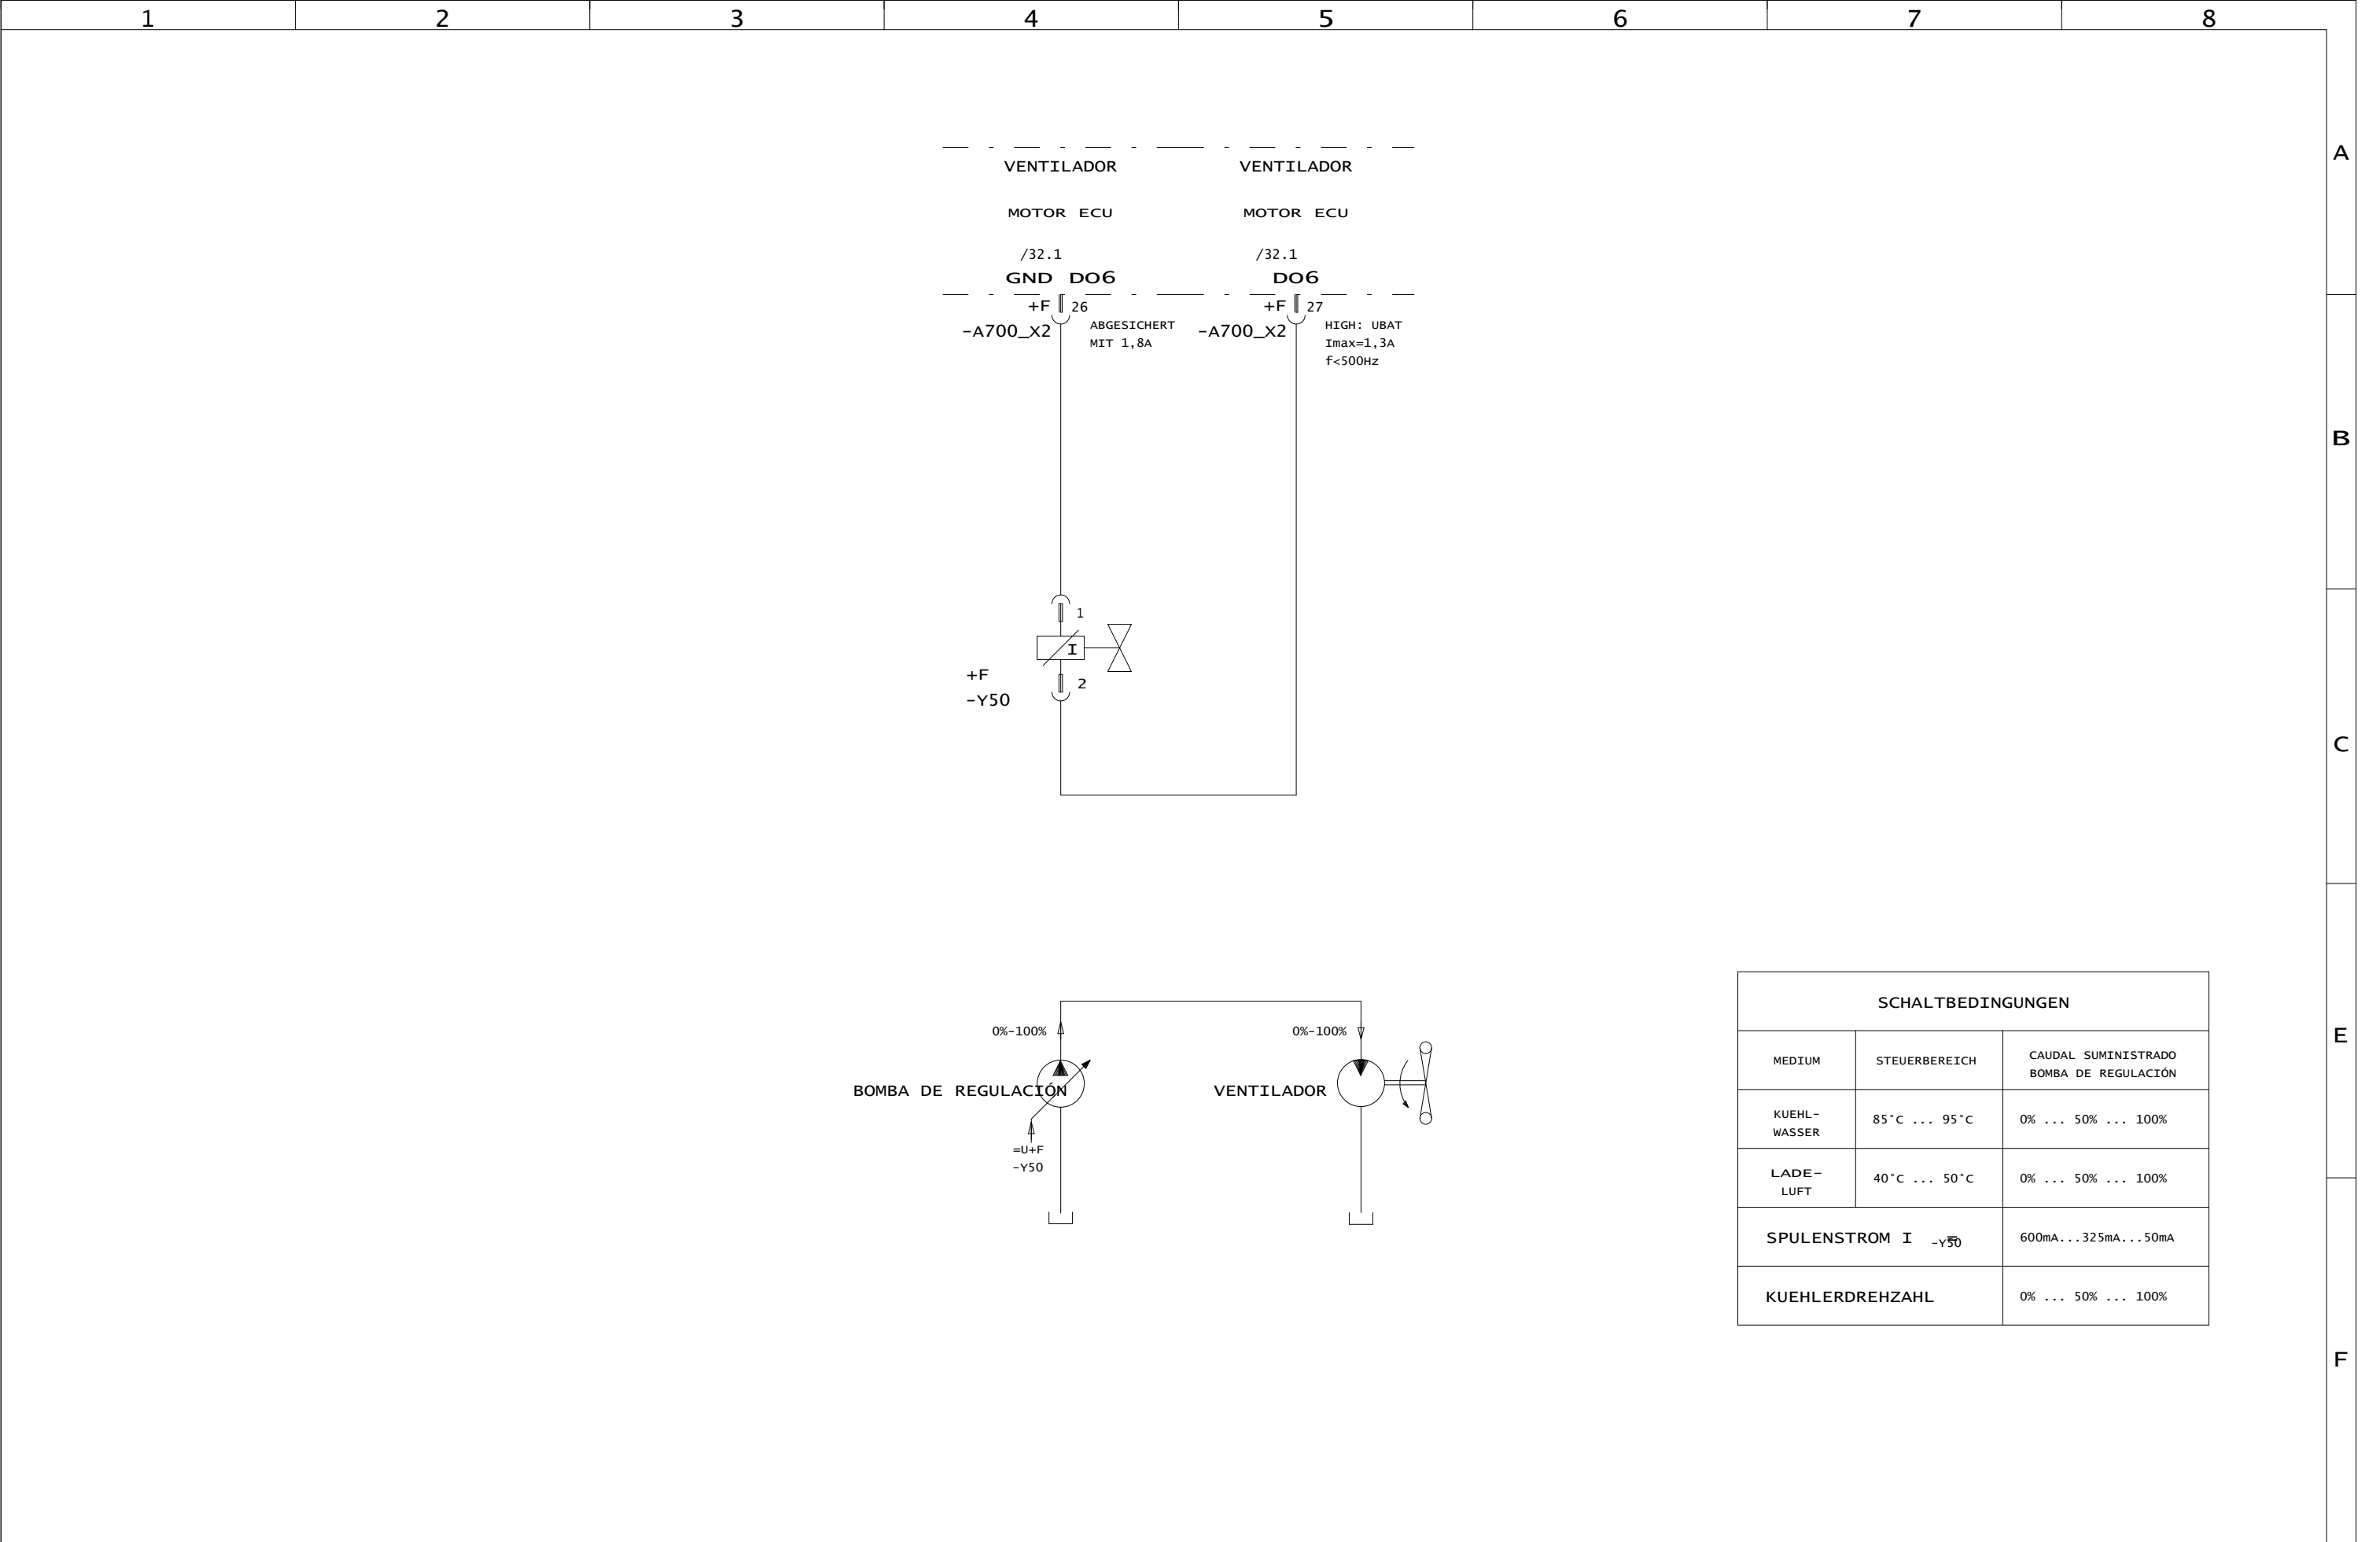 1 2 3 4 5 6 7 8
A
VENTILADOR VENTILADOR
MOTOR ECU MOTOR ECU
/32.1 /32.1
GND DO6 DO6
+F 26 +F 27
-A700_X2 ABGESICHERT -A700_X2 HIGH: UBAT
MIT 1,8A Imax=1,3A
f<500Hz
B
1
I
+F 2
-Y50
C
SCHALTBEDINGUNGEN
0%-100% 0%-100%
E
MEDIUM STEUERBEREICH CAUDAL SUMINISTRADO
BOMBA DE REGULACIÓN
BOMBA DE REGULACIÓN VENTILADOR
KUEHL-
WASSER 85°C ... 95°C 0% ... 50% ... 100%
=U+F
-Y50
LADE-
LUFT 40°C ... 50°C 0% ... 50% ... 100%
SPULENSTROM I -Y50 = 600mA...325mA...50mA
KUEHLERDREHZAHL 0% ... 50% ... 100%
F